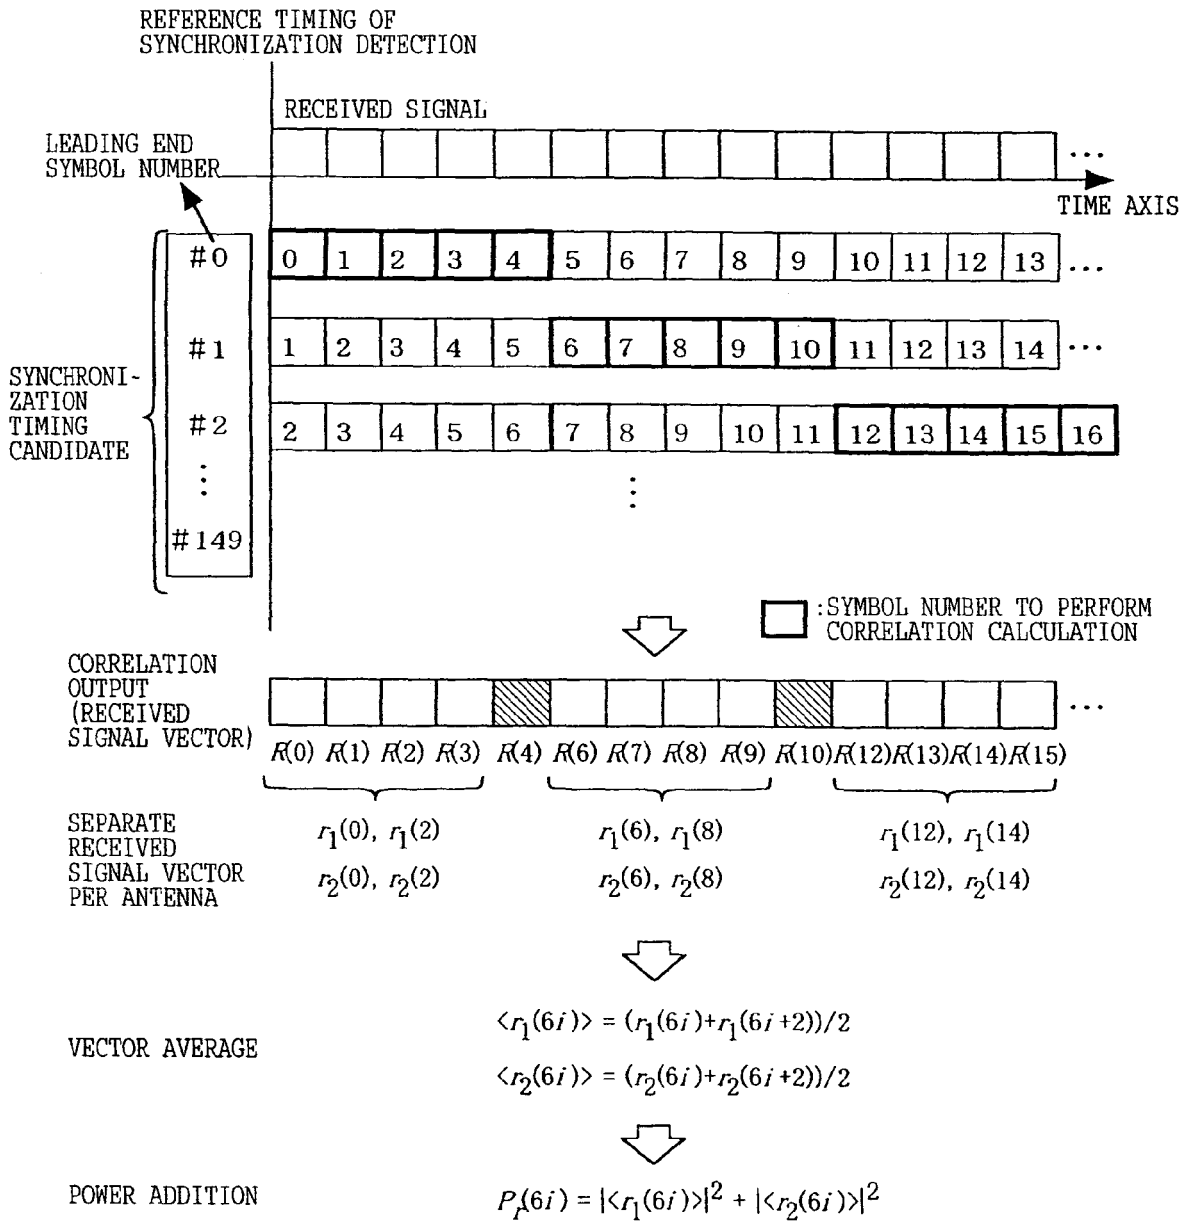 REFERENCE TIMING OF
SYNCHRONIZATION DETECTION
RECEIVED SIGNAL
LEADING END
SYMBOL NUMBER
...
TIME AXIS
#0 0 1 2 3 4 5 6 7 8 9 10 11 12 13 ...
#1 1 2 3 4 5 6 7 8 9 10 11 12 13 14 ...
SYNCHRONI-
ZATION
TIMING
CANDIDATE
#2 2 3 4 5 6 7 8 9 10 11 12 13 14 15 16
⋮ ⋮
#149
:SYMBOL NUMBER TO PERFORM
CORRELATION CALCULATION
CORRELATION
OUTPUT
(RECEIVED
SIGNAL VECTOR)
...
R(0) R(1) R(2) R(3) R(4) R(6) R(7) R(8) R(9) R(10) R(12) R(13) R(14) R(15)
SEPARATE
RECEIVED
SIGNAL VECTOR
PER ANTENNA
r₁(0), r₁(2) r₁(6), r₁(8) r₁(12), r₁(14)
r₂(0), r₂(2) r₂(6), r₂(8) r₂(12), r₂(14)
VECTOR AVERAGE
<r₁(6i)> = (r₁(6i)+r₁(6i+2))/2
<r₂(6i)> = (r₂(6i)+r₂(6i+2))/2
POWER ADDITION
Pᵣ(6i) = |<r₁(6i)>|² + |<r₂(6i)>|²